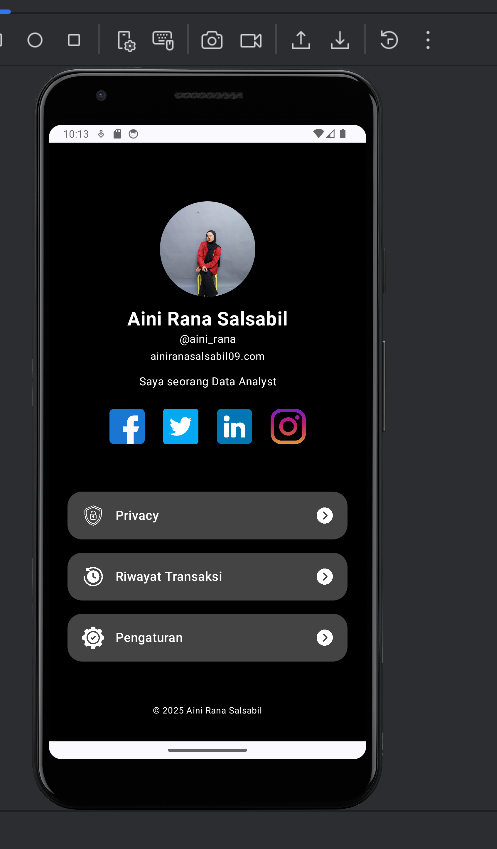 10:13
Aini Rana Salsabil
@aini_rana
ainiranasalsabil09.com
Saya seorang Data Analyst
Privacy
Riwayat Transaksi
Pengaturan
© 2025 Aini Rana Salsabil